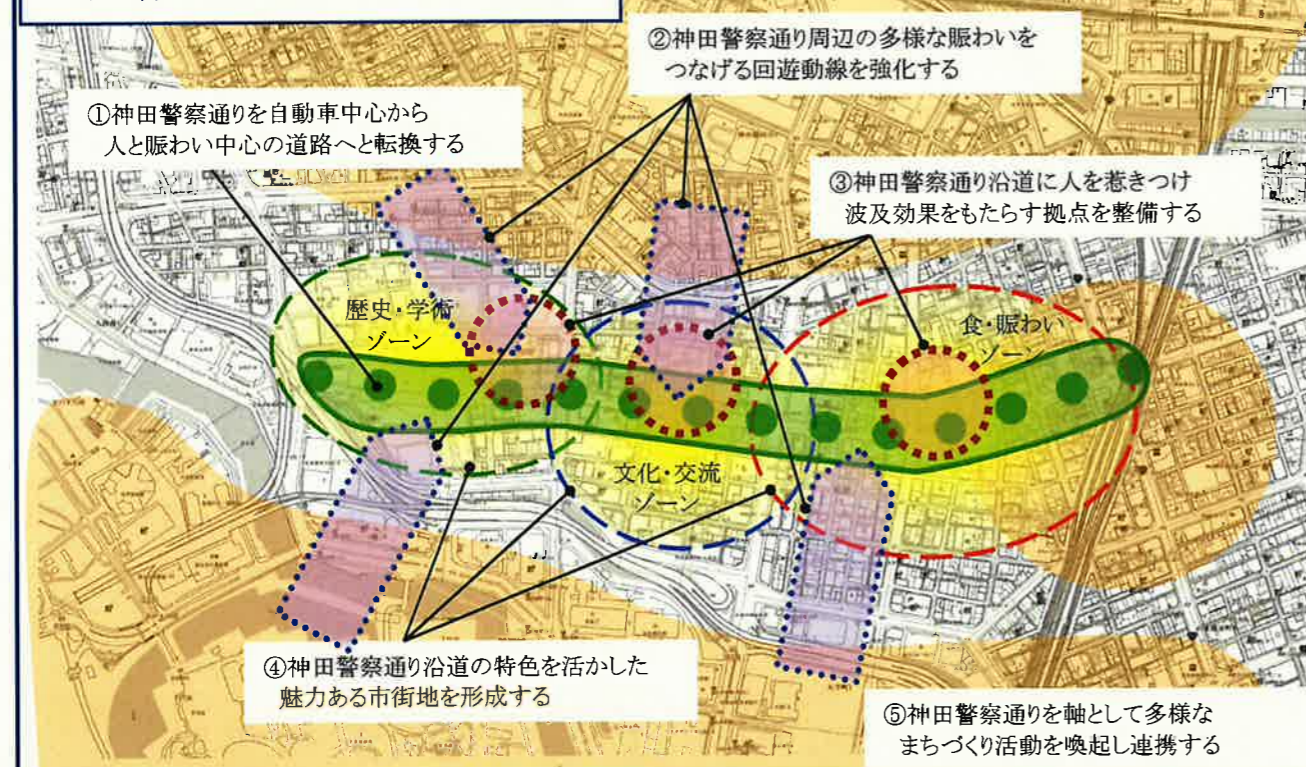 ②神田警察通り周辺の多様な賑わいを
つなげる回遊動線を強化する
①神田警察通りを自動車中心から
人と賑わい中心の道路へと転換する
③神田警察通り沿道に人を惹きつけ
波及効果をもたらす拠点を整備する
歴史・学術
ゾーン
食・賑わい
ゾーン
文化・交流
ゾーン
④神田警察通り沿道の特色を活かした
魅力ある市街地を形成する
⑤神田警察通りを軸として多様な
まちづくり活動を喚起し連携する